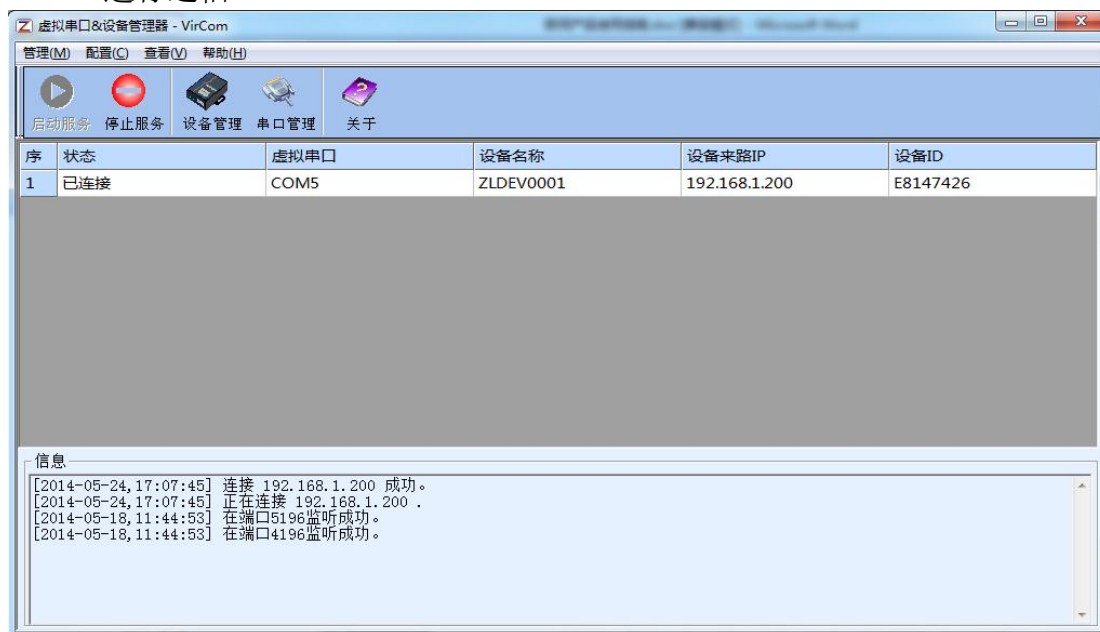 虚拟串口&设备管理器 - VirCom
管理(M) 配置(C) 查看(V) 帮助(H)
启动服务 停止服务 设备管理 串口管理 关于
序 状态 虚拟串口 设备名称 设备来路IP 设备ID
1 已连接 COM5 ZLDEV0001 192.168.1.200 E8147426
信息
[2014-05-24,17:07:45] 连接 192.168.1.200 成功。
[2014-05-24,17:07:45] 正在连接 192.168.1.200 .
[2014-05-18,11:44:53] 在端口5196监听成功。
[2014-05-18,11:44:53] 在端口4196监听成功。